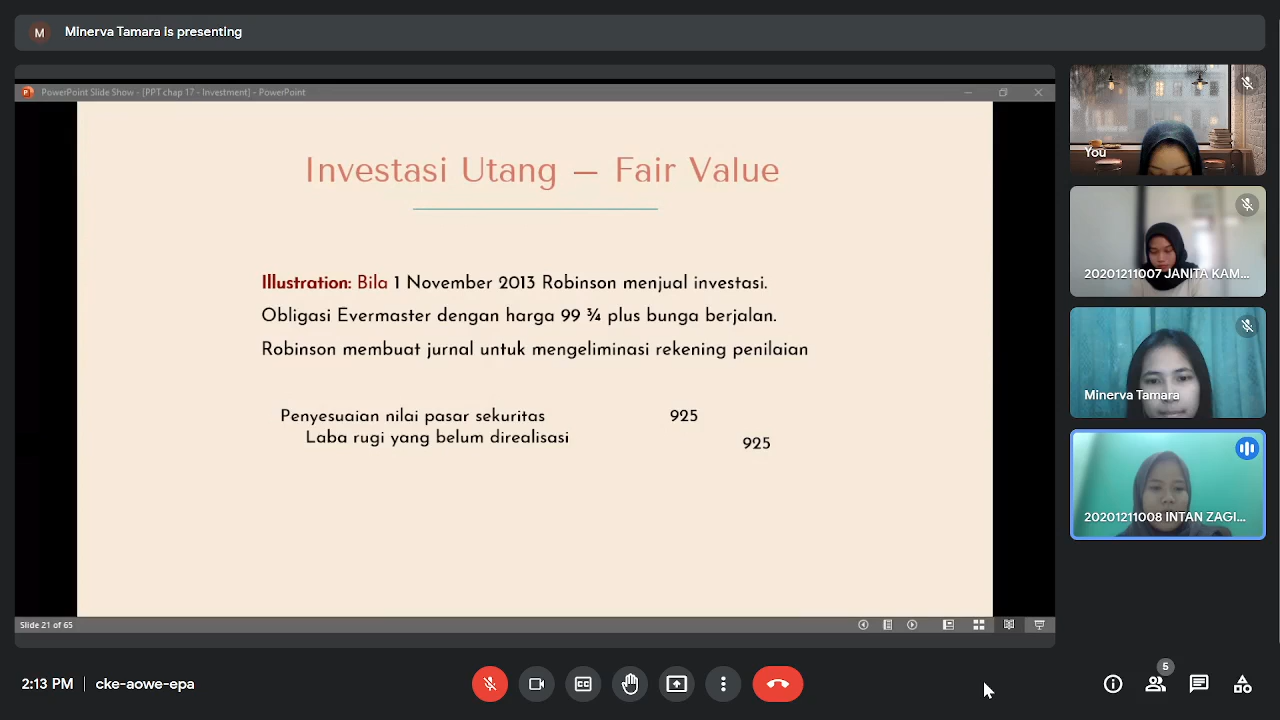 M
Minerva Tamara is presenting
PowerPoint Slide Show - [PPT chap 17 - Investment] - PowerPoint
Investasi Utang – Fair Value
Illustration: Bila 1 November 2013 Robinson menjual investasi.
Obligasi Evermaster dengan harga 99 ¾ plus bunga berjalan.
Robinson membuat jurnal untuk mengeliminasi rekening penilaian
Penyesuaian nilai pasar sekuritas 925
Laba rugi yang belum direalisasi 925
Slide 21 of 65
You
20201211007 JANITA KAM...
Minerva Tamara
20201211008 INTAN ZAGI...
2:13 PM | cke-aowe-epa
CC
5